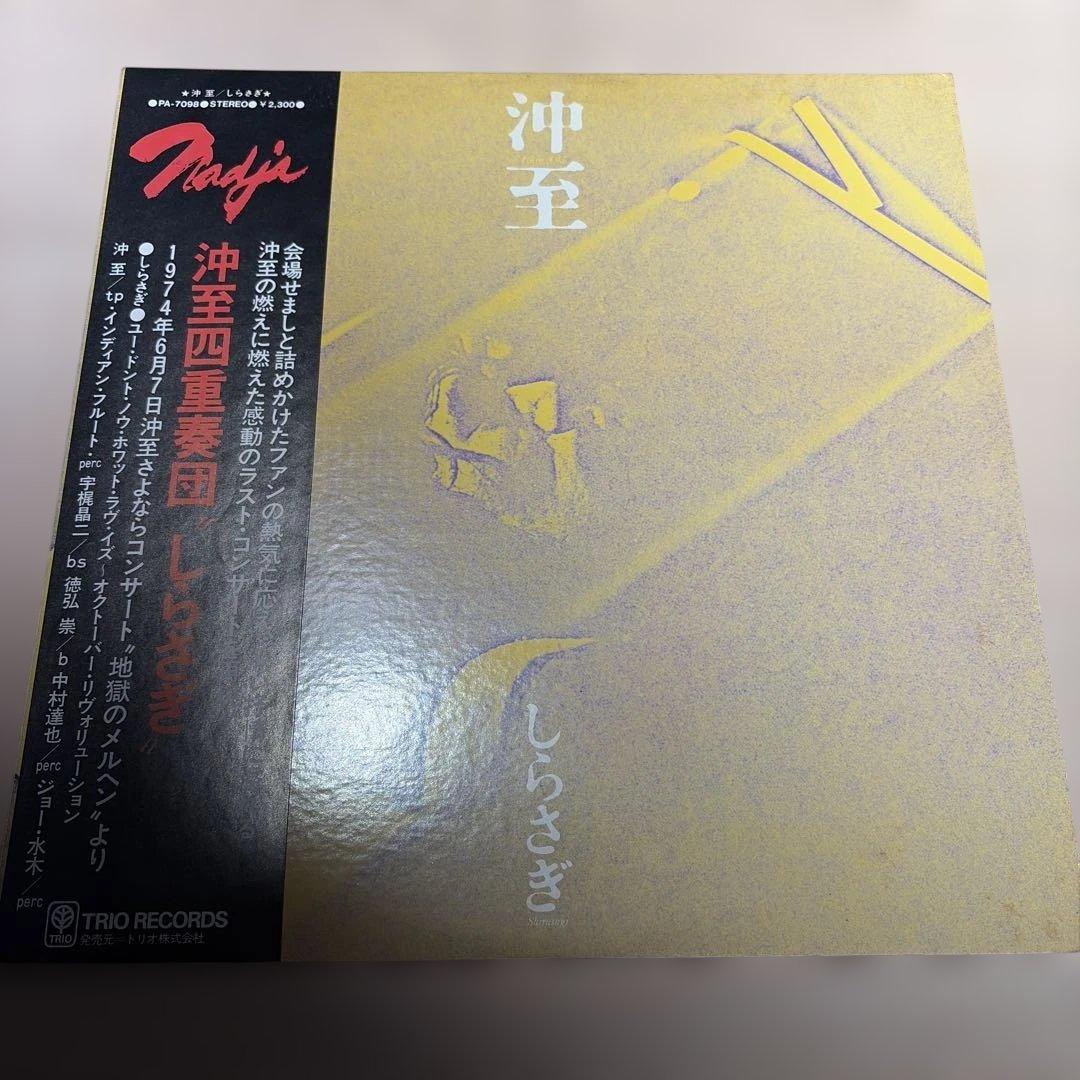 ★沖 至/しらさぎ★
●PA-7098●STEREO●￥2,300●
Nadja
会場せましと詰めかけたファンの熱気に応
沖至の燃えに燃えた感動のラスト・コンサート
沖至四重奏団〝しらさぎ〟
1974年6月7日沖至さよならコンサート〝地獄のメルヘン〟より
●しらさぎ●ユー・ドント・ノウ・ホワット・ラヴ・イズ～オクトーバー・リヴォリューション
沖 至/tp・インディアン・フルート・perc 宇梶晶二/bs 徳弘 崇/b 中村達也/perc ジョー・水木/perc
TRIO
TRIO RECORDS
発売元＝トリオ株式会社
沖至
しらさぎ
Shirasagi